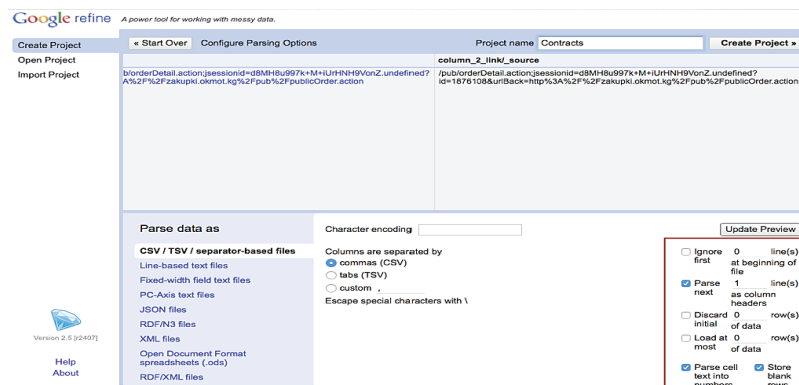 Google refine A power tool for working with messy data.
Create Project
Open Project
Import Project
« Start Over Configure Parsing Options Project name Contracts Create Project »
column_2_link/_source
b/orderDetail.action;jsessionid=d8MH8u997k+M+iUrHNH9VonZ.undefined?
A%2F%2Fzakupki.okmot.kg%2Fpub%2FpublicOrder.action
/pub/orderDetail.action;jsessionid=d8MH8u997k+M+iUrHNH9VonZ.undefined?
id=1876108&urlBack=http%3A%2F%2Fzakupki.okmot.kg%2Fpub%2FpublicOrder.action
Parse data as
CSV / TSV / separator-based files
Line-based text files
Fixed-width field text files
PC-Axis text files
JSON files
RDF/N3 files
XML files
Open Document Format
spreadsheets (.ods)
RDF/XML files
Character encoding
Columns are separated by
commas (CSV)
tabs (TSV)
custom ,
Escape special characters with \
Update Preview
Ignore 0 line(s)
first at beginning of
file
Parse 1 line(s)
next as column
headers
Discard 0 row(s)
initial of data
Load at 0 row(s)
most of data
Parse cell Store
text into blank
numbers rows
Version 2.5 [r2407]
Help
About